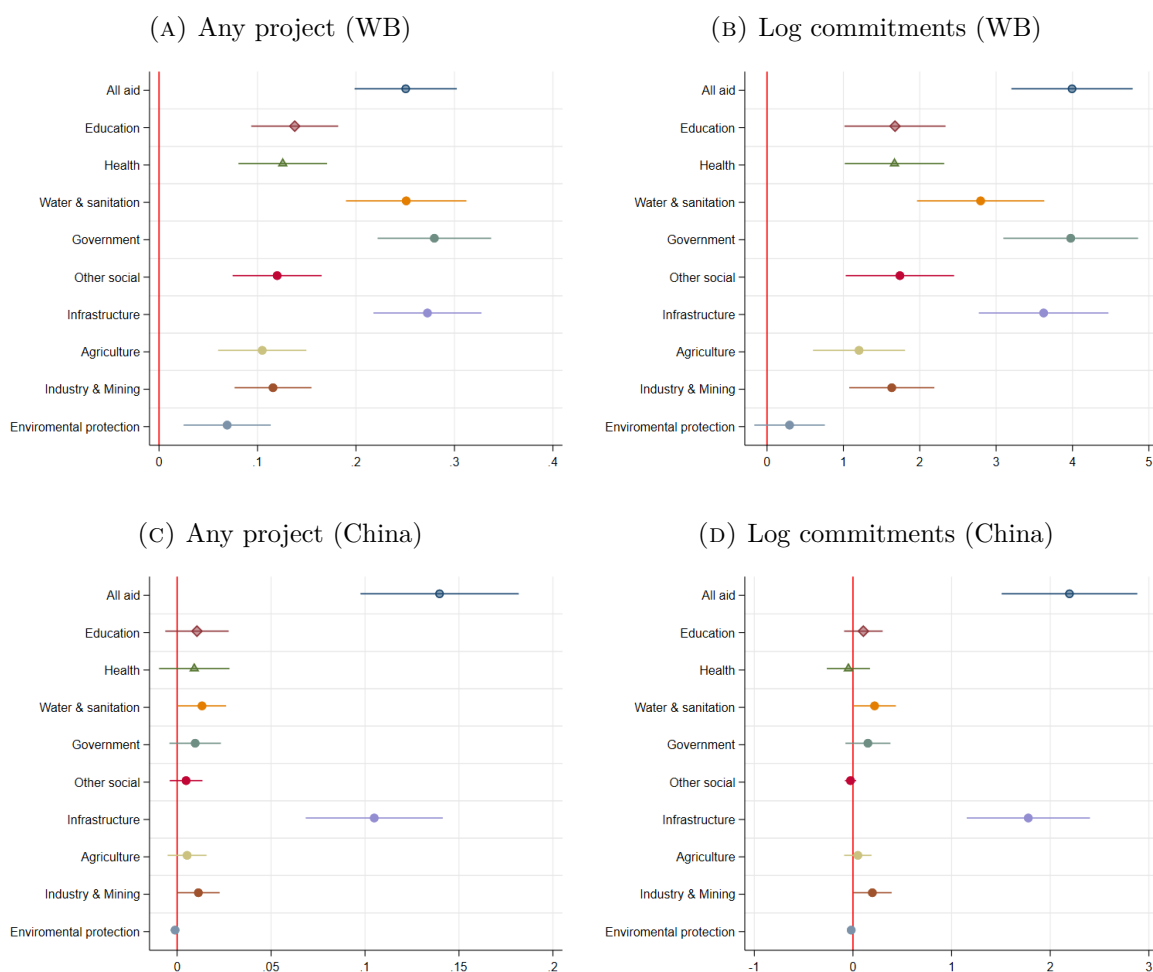 (A) Any project (WB)
All aid
Education
Health
Water & sanitation
Government
Other social
Infrastructure
Agriculture
Industry & Mining
Enviromental protection
0 .1 .2 .3 .4
(B) Log commitments (WB)
All aid
Education
Health
Water & sanitation
Government
Other social
Infrastructure
Agriculture
Industry & Mining
Enviromental protection
0 1 2 3 4 5
(C) Any project (China)
All aid
Education
Health
Water & sanitation
Government
Other social
Infrastructure
Agriculture
Industry & Mining
Enviromental protection
0 .05 .1 .15 .2
(D) Log commitments (China)
All aid
Education
Health
Water & sanitation
Government
Other social
Infrastructure
Agriculture
Industry & Mining
Enviromental protection
-1 0 1 2 3